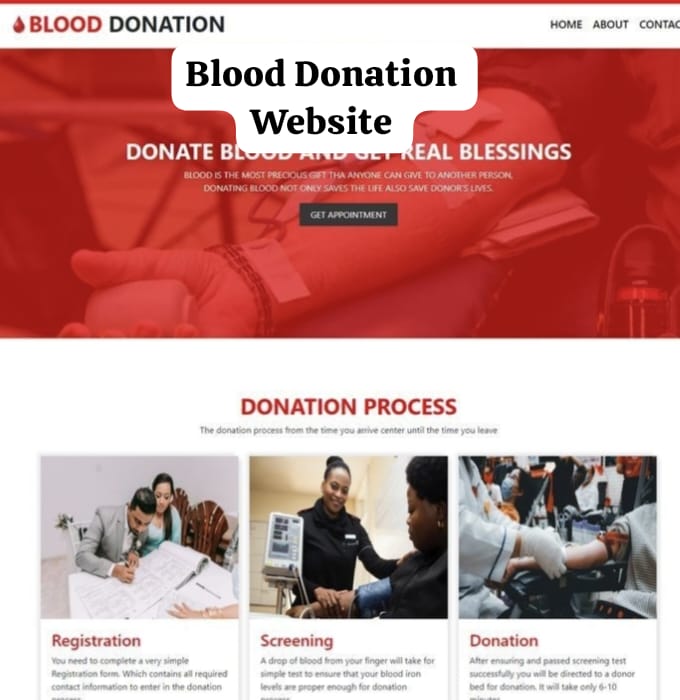 BLOOD DONATION
HOME ABOUT CONTAC
Blood Donation
Website
DONATE BLOOD AND GET REAL BLESSINGS
BLOOD IS THE MOST PRECIOUS GIFT THA ANYONE CAN GIVE TO ANOTHER PERSON,
DONATING BLOOD NOT ONLY SAVES THE LIFE ALSO SAVE DONOR'S LIVES.
GET APPOINTMENT
DONATION PROCESS
The donation process from the time you arrive center until the time you leave
Registration
You need to complete a very simple
Registration form. Which contains all required
contact information to enter in the donation
process.
Screening
A drop of blood from your finger will take for
simple test to ensure that your blood iron
levels are proper enough for donation
process.
Donation
After ensuring and passed screening test
successfully you will be directed to a donor
bed for donation. It will take only 6-10
minutes.